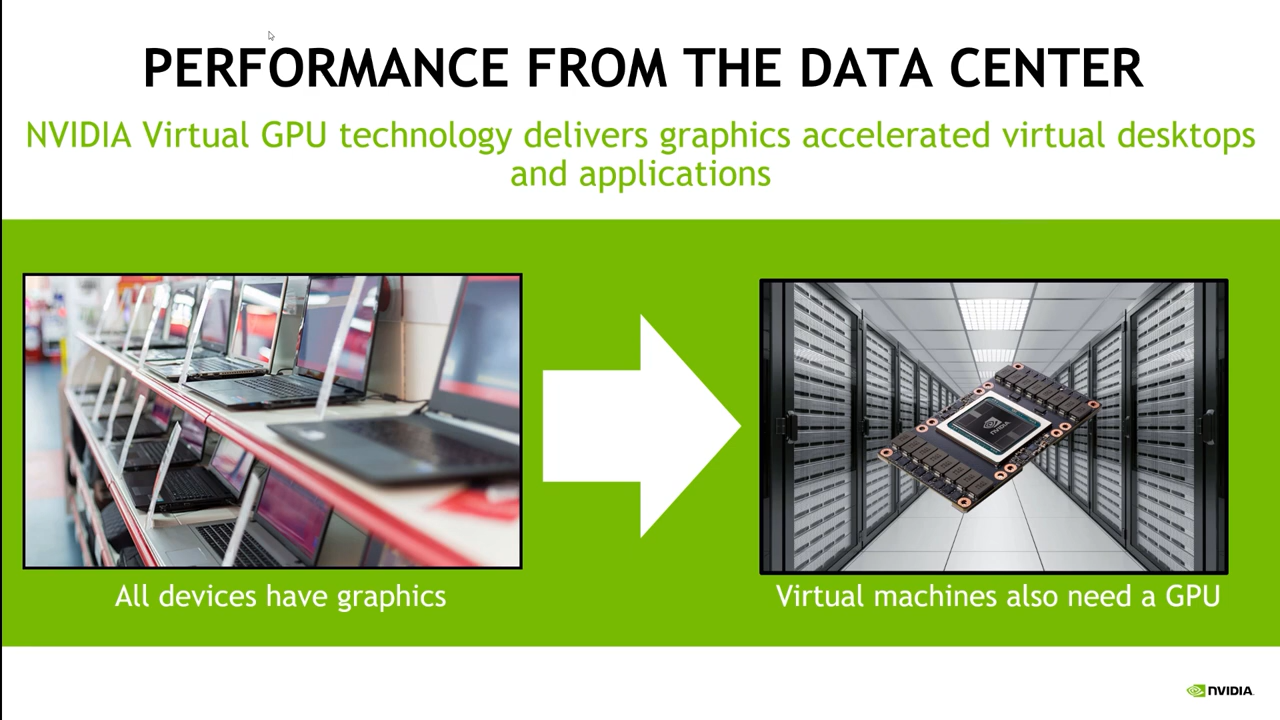 PERFORMANCE FROM THE DATA CENTER
NVIDIA Virtual GPU technology delivers graphics accelerated virtual desktops
and applications
NVIDIA
All devices have graphics
Virtual machines also need a GPU
NVIDIA